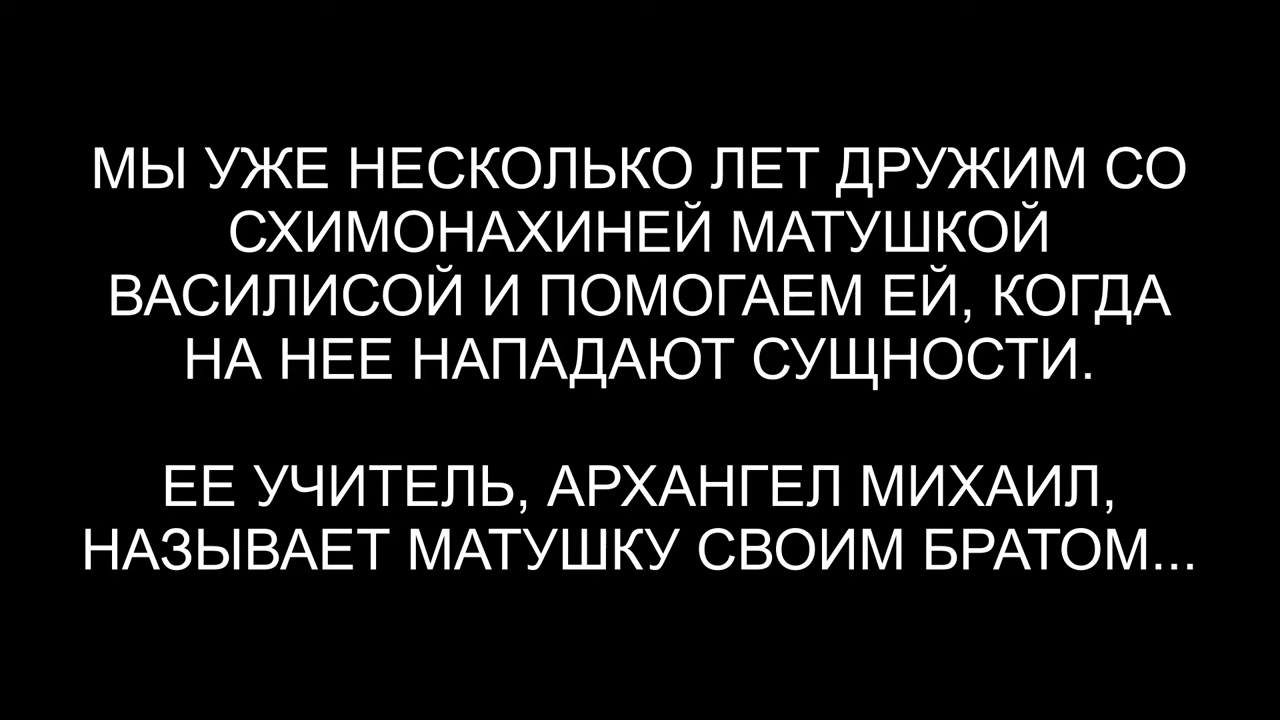 МЫ УЖЕ НЕСКОЛЬКО ЛЕТ ДРУЖИМ СО
СХИМОНАХИНЕЙ МАТУШКОЙ
ВАСИЛИСОЙ И ПОМОГАЕМ ЕЙ, КОГДА
НА НЕЕ НАПАДАЮТ СУЩНОСТИ.
ЕЕ УЧИТЕЛЬ, АРХАНГЕЛ МИХАИЛ,
НАЗЫВАЕТ МАТУШКУ СВОИМ БРАТОМ...